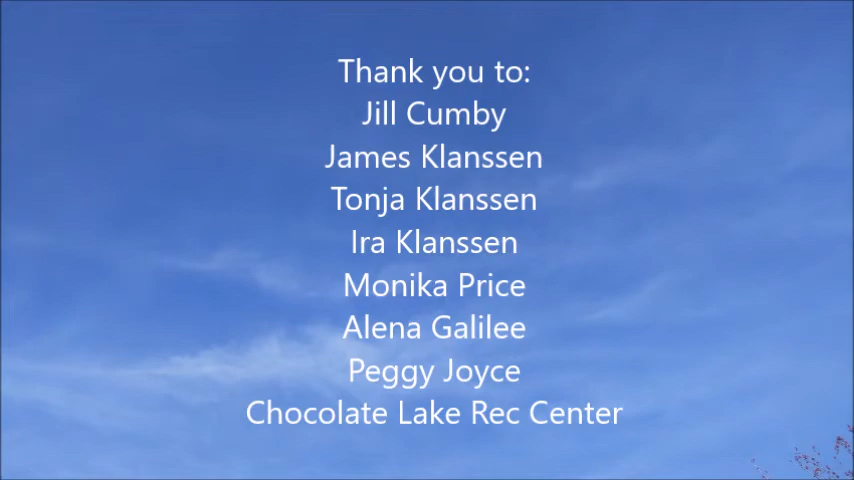 Thank you to:
Jill Cumby
James Klanssen
Tonja Klanssen
Ira Klanssen
Monika Price
Alena Galilee
Peggy Joyce
Chocolate Lake Rec Center